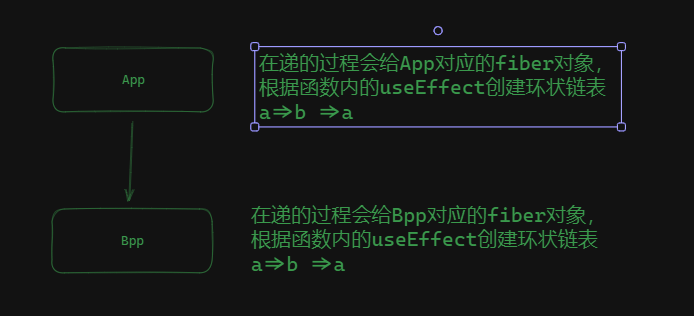 App
在递的过程会给App对应的fiber对象，
根据函数内的useEffect创建环状链表
a=>b =>a
Bpp
在递的过程会给Bpp对应的fiber对象，
根据函数内的useEffect创建环状链表
a=>b =>a